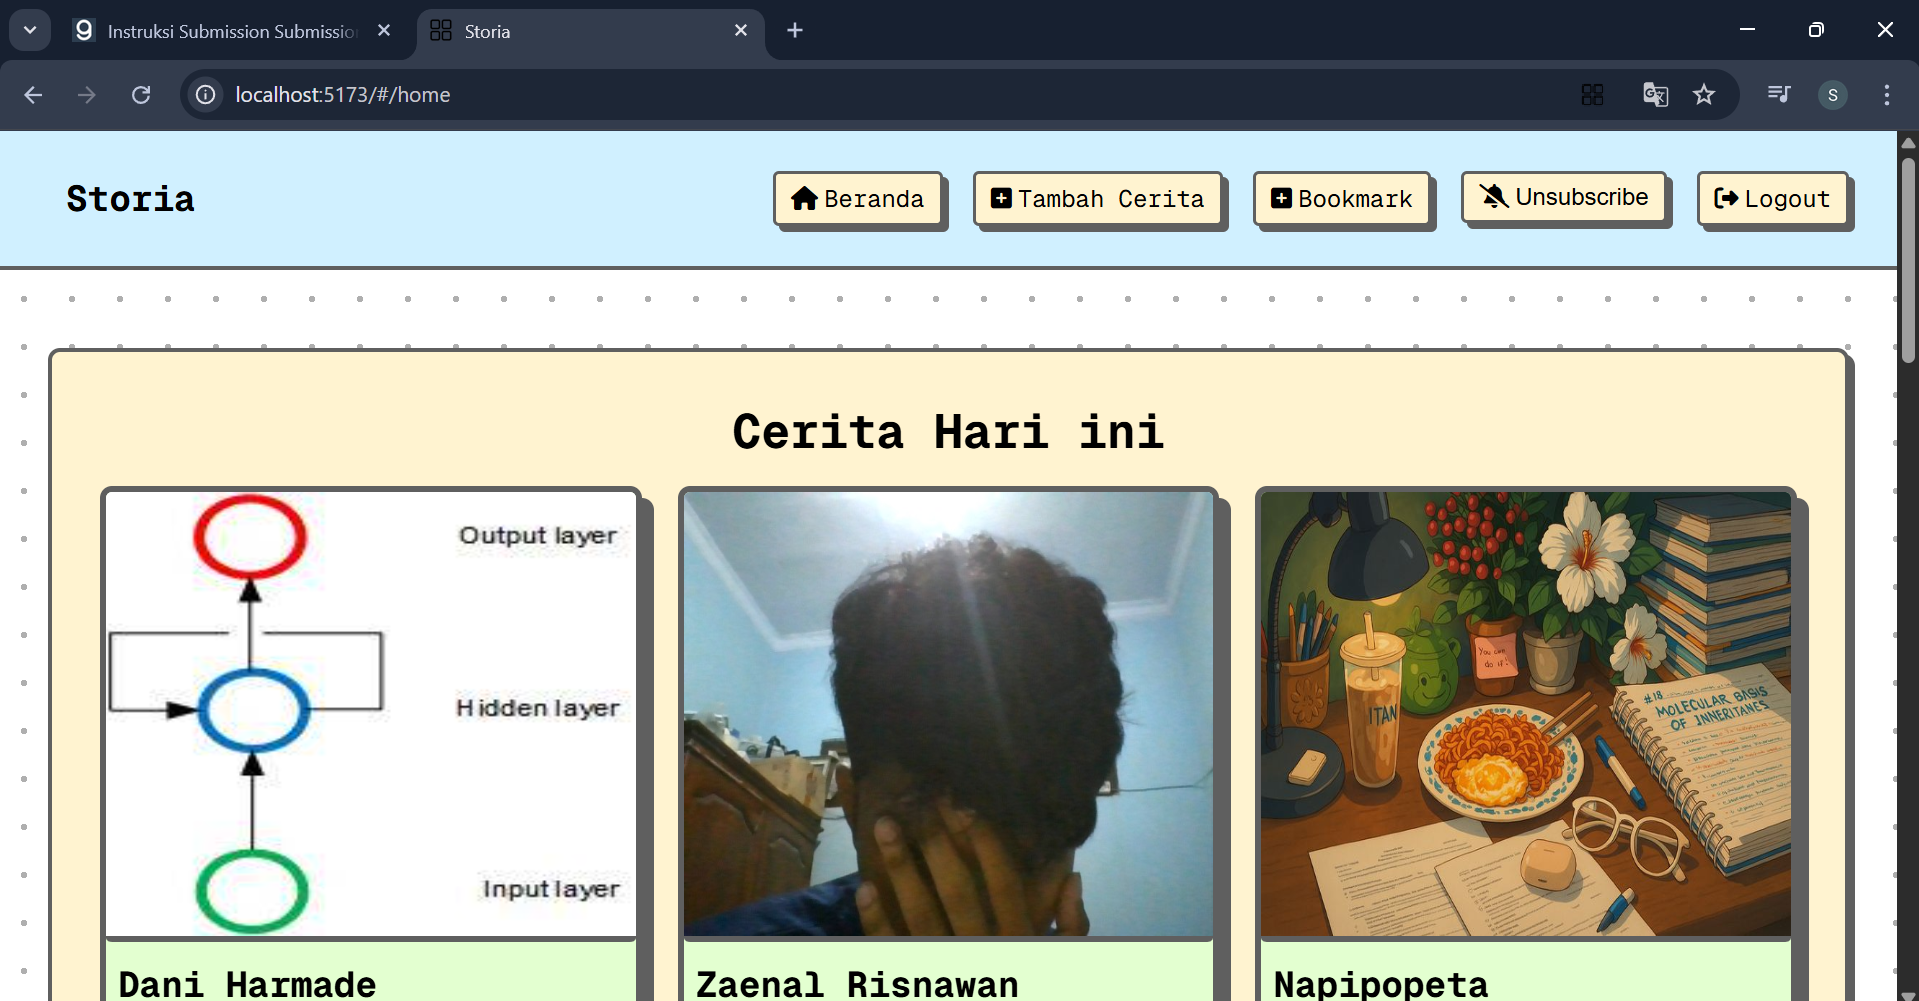 Instruksi Submission Submissio
Storia
localhost:5173/#/home
S
Storia
Beranda
Tambah Cerita
Bookmark
Unsubscribe
Logout
Cerita Hari ini
Output layer
Hidden layer
Input layer
You can
do it!
ITAN
#18
MOLECULAR BASIS
OF INNERITANES
Dani Harmade
Zaenal Risnawan
Napipopeta